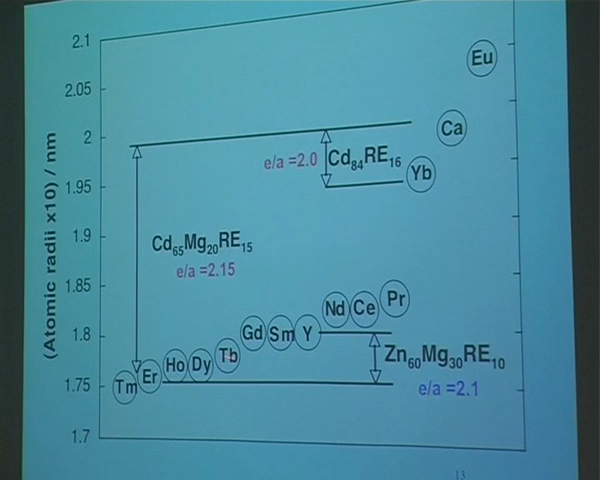 (Atomic radii x10) / nm
2.1
2.05
2
1.95
1.9
1.85
1.8
1.75
1.7
Eu
Ca
Yb
e/a =2.0
Cd84RE16
Cd65Mg20RE15
e/a =2.15
Nd Ce Pr
Gd Sm Y
Tm Er Ho Dy Tb
Zn60Mg30RE10
e/a =2.1
13